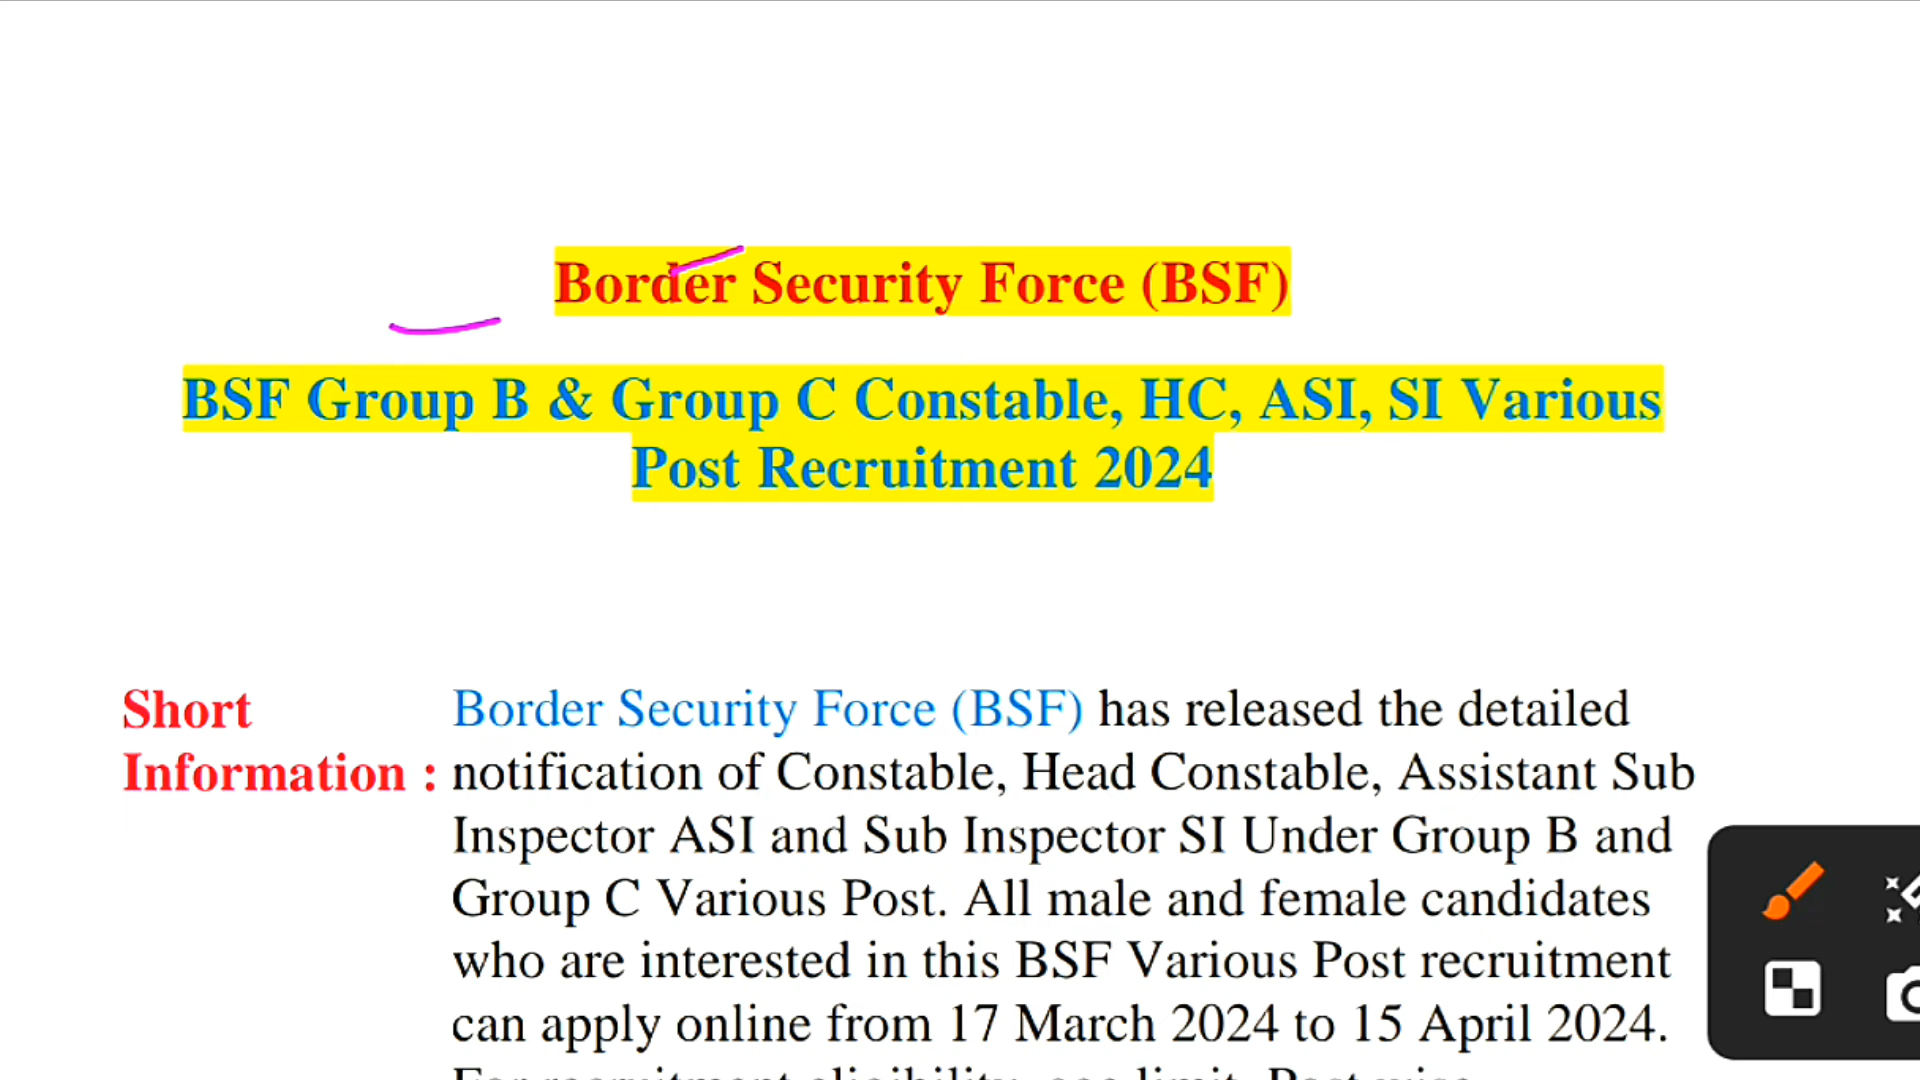 Border Security Force (BSF)
BSF Group B & Group C Constable, HC, ASI, SI Various
Post Recruitment 2024
Short
Information :
Border Security Force (BSF) has released the detailed
notification of Constable, Head Constable, Assistant Sub
Inspector ASI and Sub Inspector SI Under Group B and
Group C Various Post. All male and female candidates
who are interested in this BSF Various Post recruitment
can apply online from 17 March 2024 to 15 April 2024.